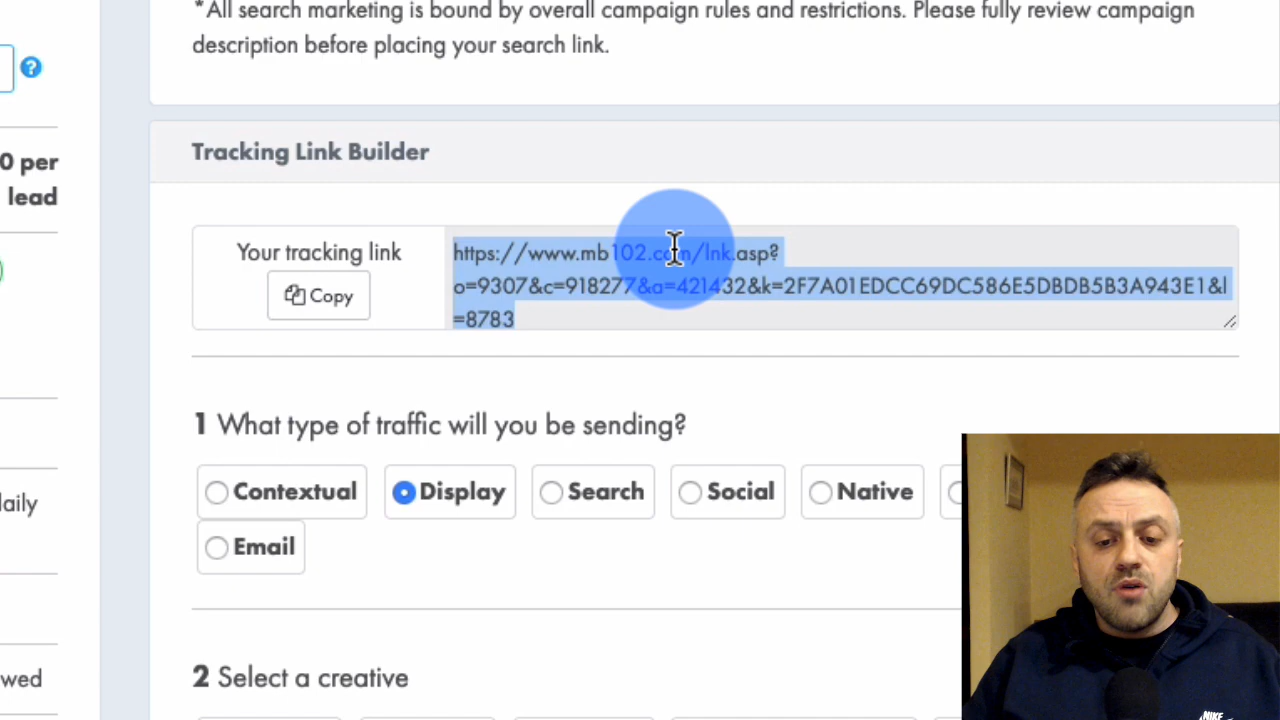 *All search marketing is bound by overall campaign rules and restrictions. Please fully review campaign
description before placing your search link.
?
0 per
lead
Tracking Link Builder
Your tracking link
Copy
https://www.mb102.com/lnk.asp?
o=9307&c=918277&a=421432&k=2F7A01EDCC69DC586E5DBDB5B3A943E1&l
=8783
1 What type of traffic will you be sending?
Contextual
Display
Search
Social
Native
Email
daily
wed
2 Select a creative
NIKE